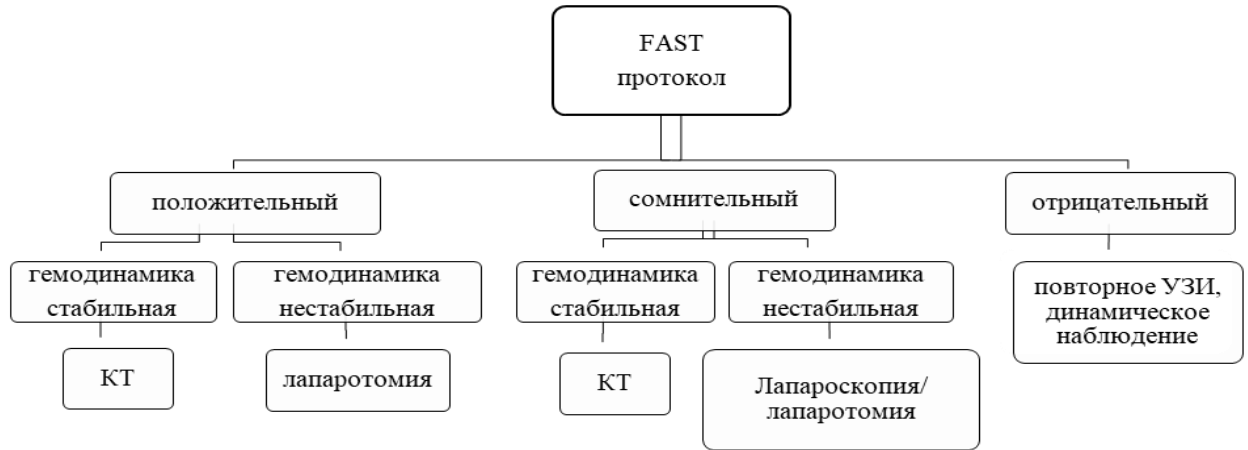 FAST
протокол
положительный
сомнительный
отрицательный
гемодинамика
стабильная
гемодинамика
нестабильная
гемодинамика
стабильная
гемодинамика
нестабильная
повторное УЗИ,
динамическое
наблюдение
КТ
лапаротомия
КТ
Лапароскопия/
лапаротомия